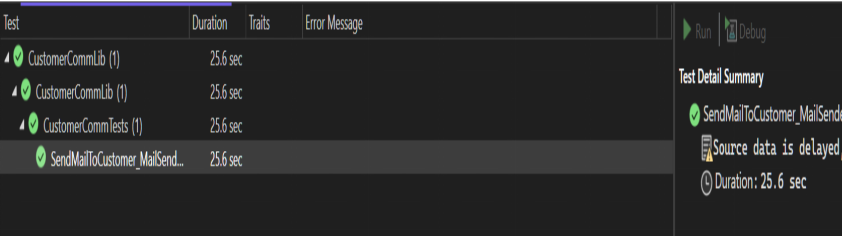 Test Duration Traits Error Message
CustomerCommLib (1) 25.6 sec
CustomerCommLib (1) 25.6 sec
CustomerCommTests (1) 25.6 sec
SendMailToCustomer_MailSend... 25.6 sec
Run Debug
Test Detail Summary
SendMailToCustomer_MailSende
Source data is delayed,
Duration: 25.6 sec